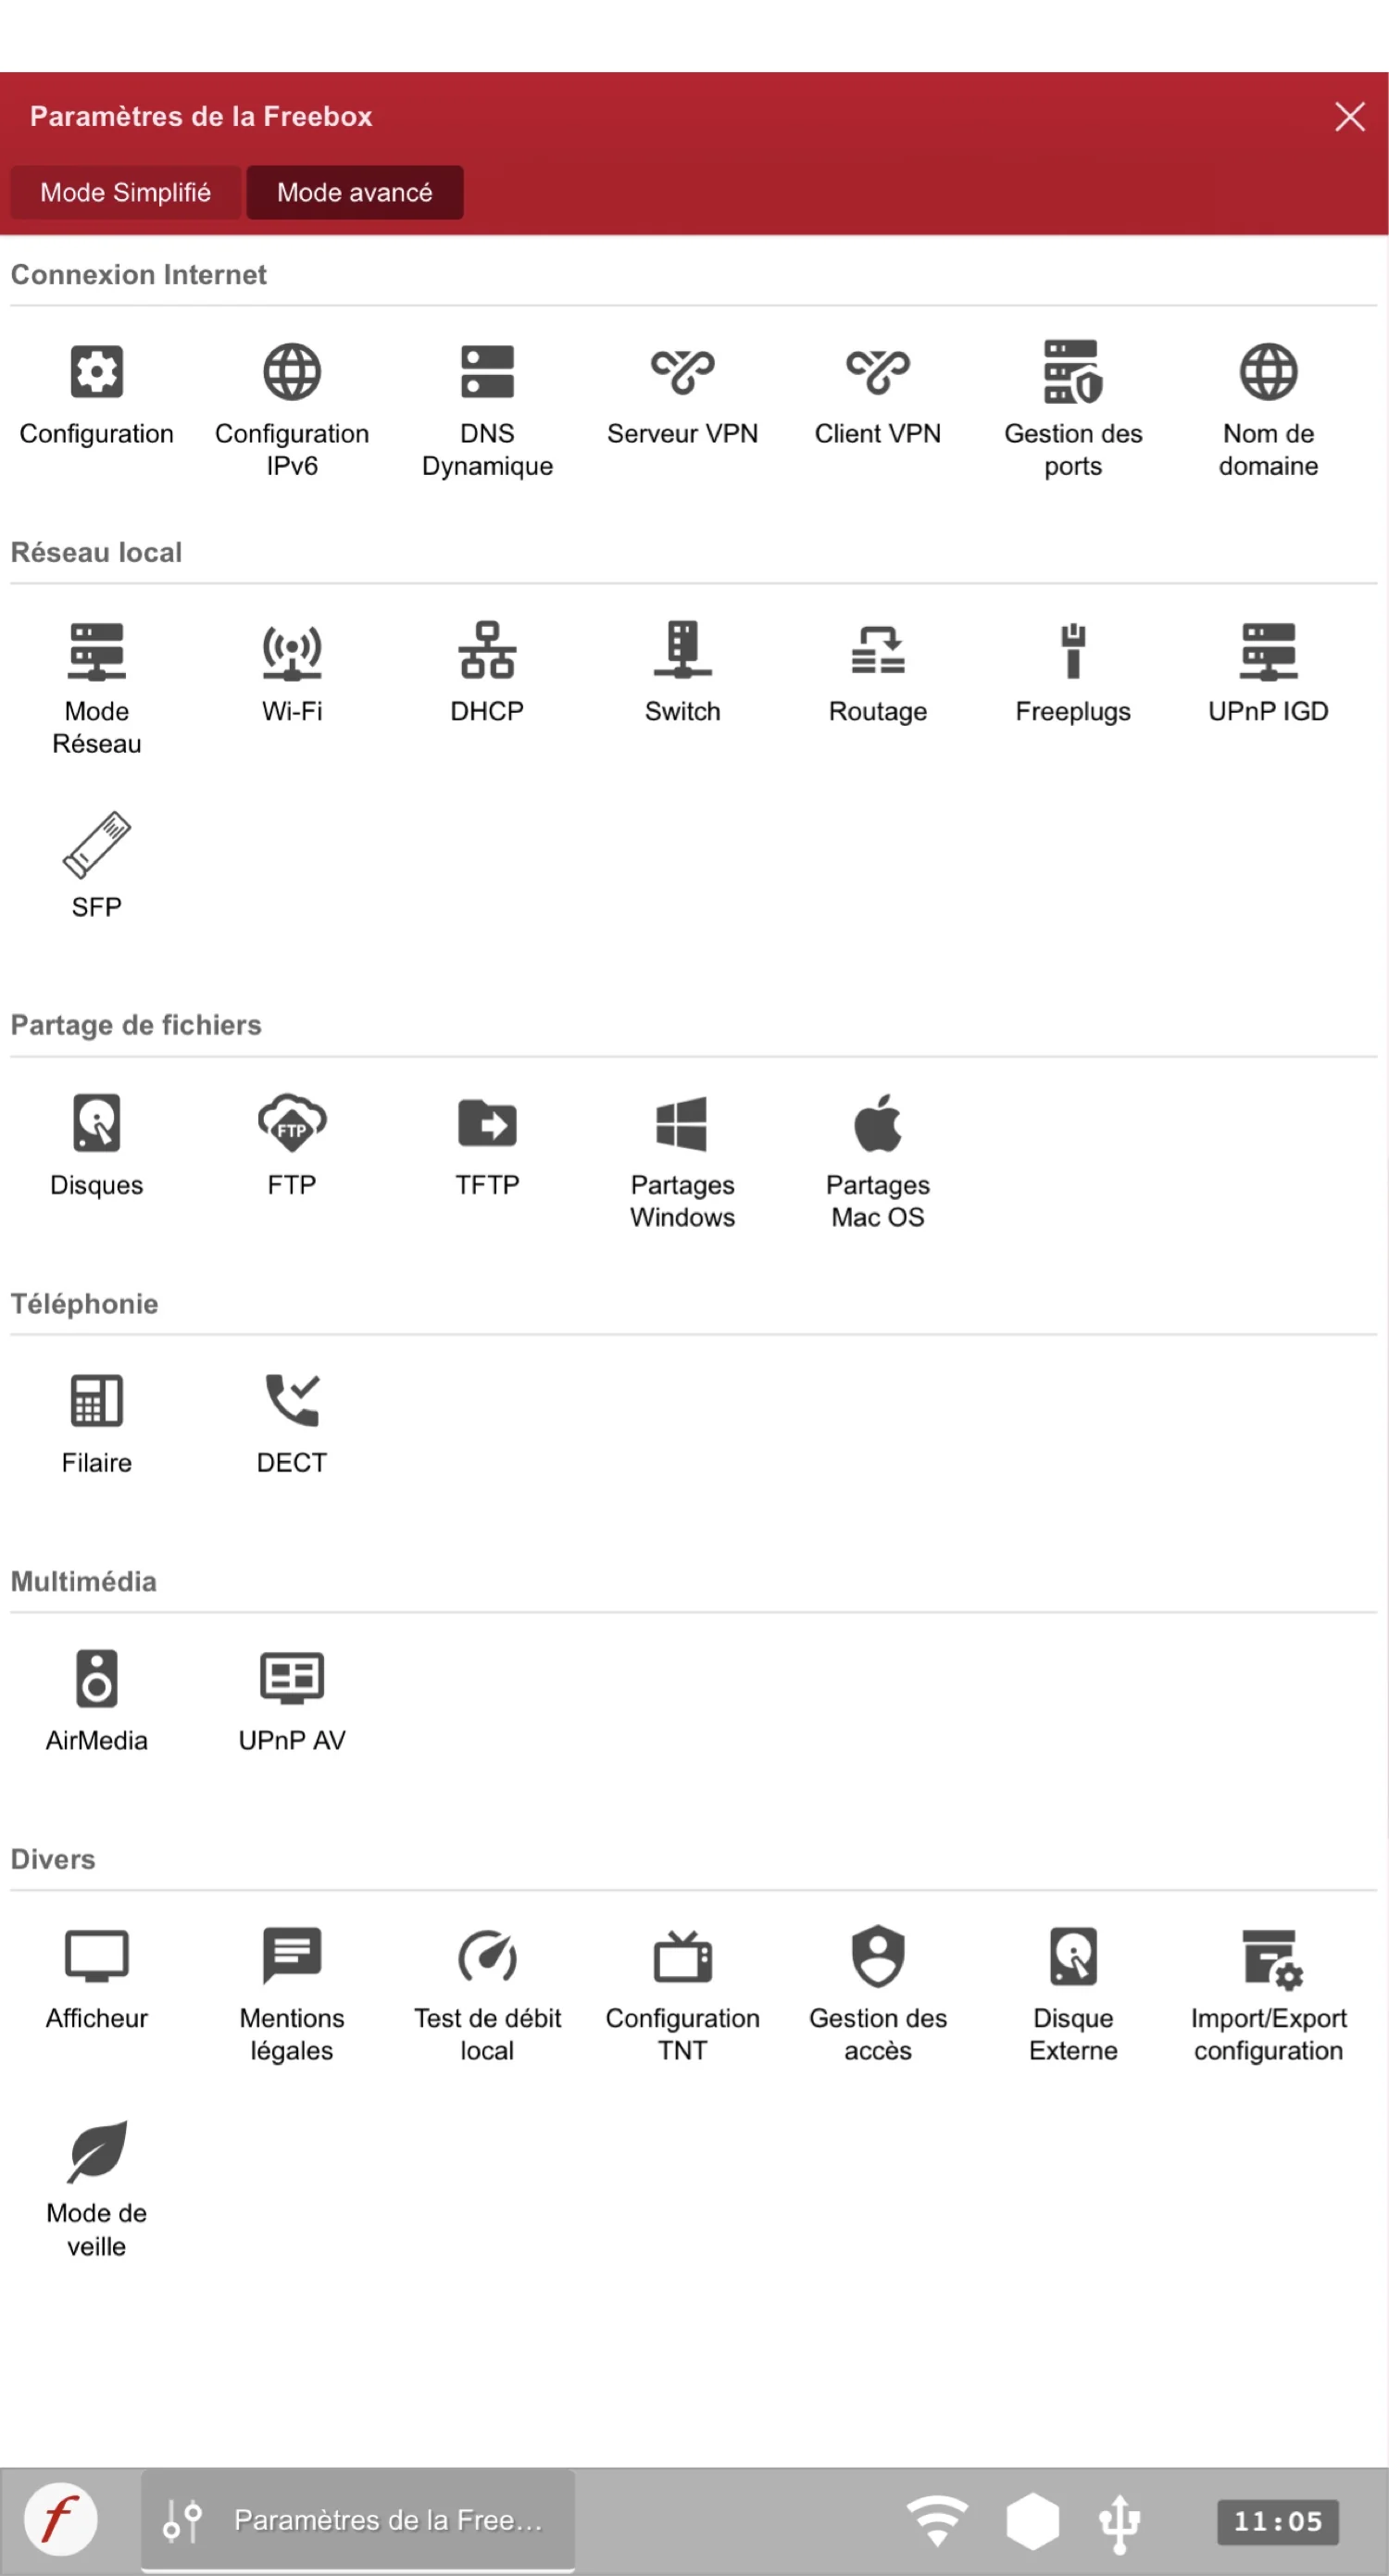 Paramètres de la Freebox
Mode Simplifié
Mode avancé
Connexion Internet
Configuration
Configuration
IPv6
DNS
Dynamique
Serveur VPN
Client VPN
Gestion des
ports
Nom de
domaine
Réseau local
Mode
Réseau
Wi-Fi
DHCP
Switch
Routage
Freeplugs
UPnP IGD
SFP
Partage de fichiers
Disques
FTP
FTP
TFTP
Partages
Windows
Partages
Mac OS
Téléphonie
Filaire
DECT
Multimédia
AirMedia
UPnP AV
Divers
Afficheur
Mentions
légales
Test de débit
local
Configuration
TNT
Gestion des
accès
Disque
Externe
Import/Export
configuration
Mode de
veille
f
Paramètres de la Free...
11:05